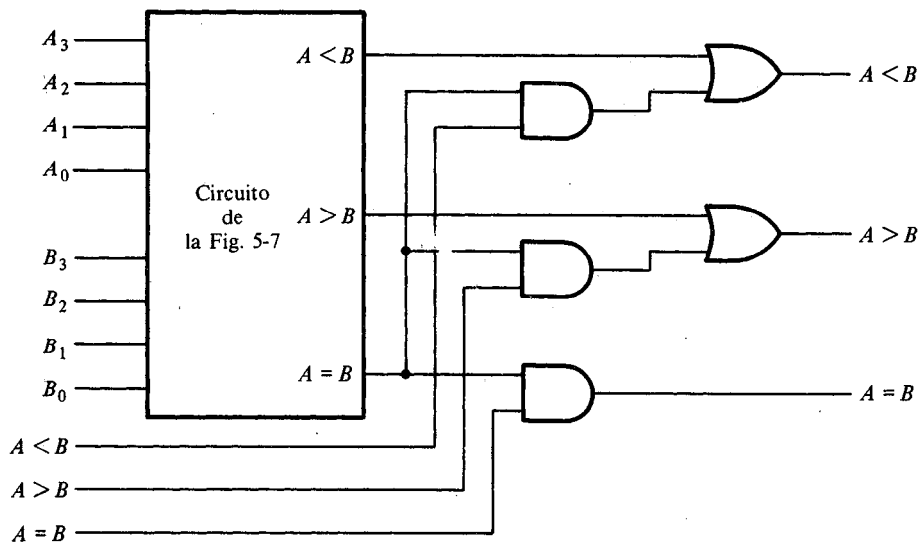 A3
A2
A1
A0
B3
B2
B1
B0
A < B
A > B
A = B
Circuito
de
la Fig. 5-7
A < B
A > B
A = B
A < B
A > B
A = B